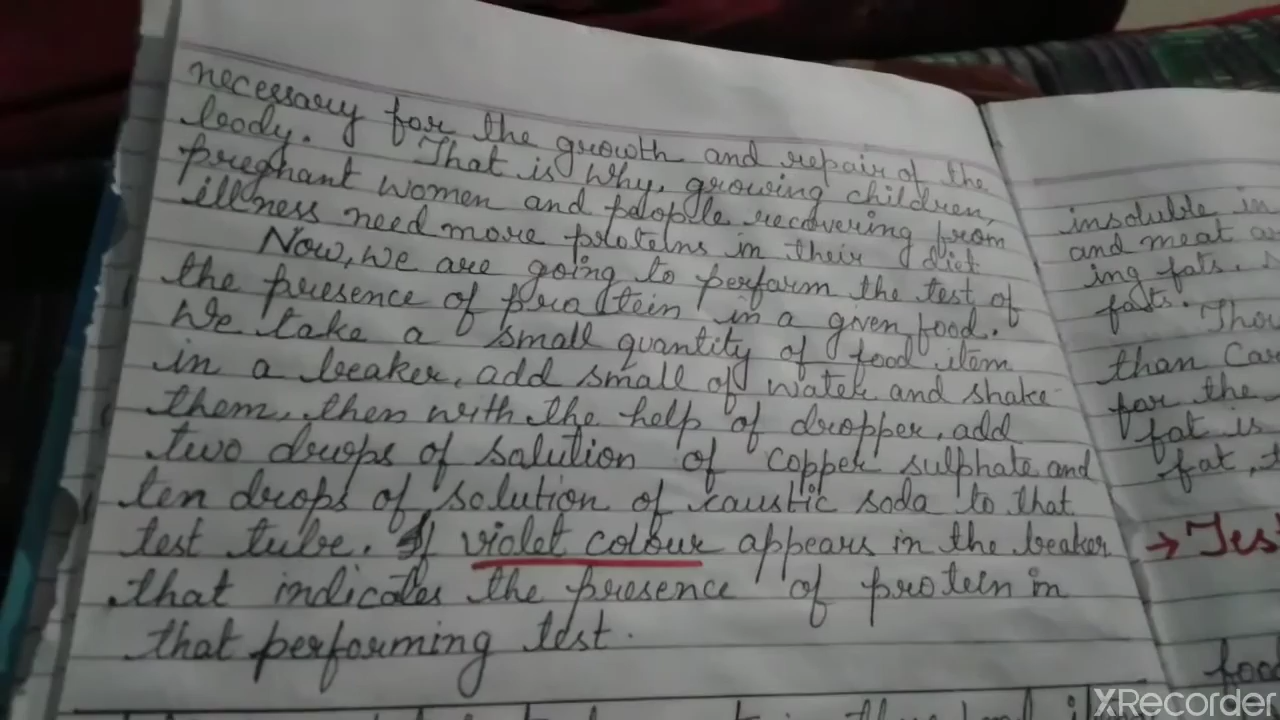 necessary for the growth and repair of the
body. That is why, growing children,
pregnant women and people recovering from
illness need more proteins in their diet
Now, we are going to perform the test of
the presence of protein in a given food.
We take a small quantity of food item
in a beaker, add small of water and shake
them, then with the help of dropper, add
two drops of solution of copper sulphate and
ten drops of solution of caustic soda to that
test tube. If violet colour appears in the beaker
that indicates the presence of protein in
that performing test.
insoluble in
and meat
ing fats.
fats.
than
for the
fat is
fat,
→
XRecorder